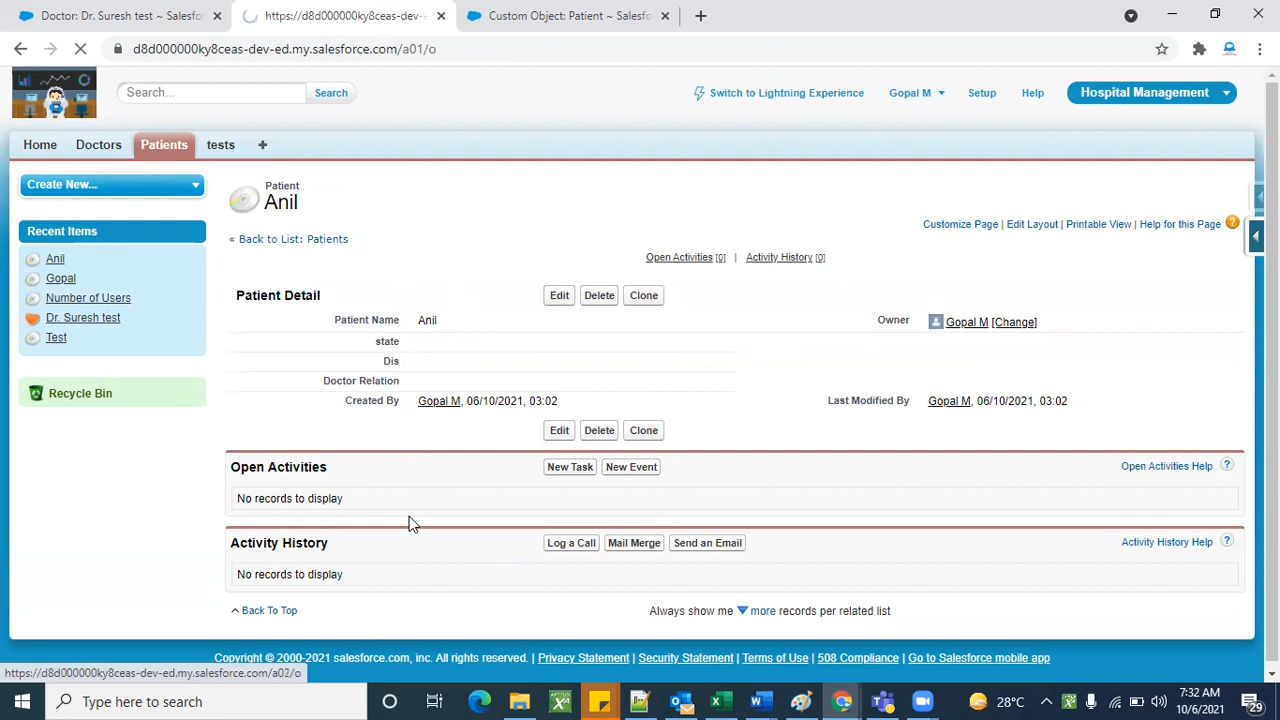 Doctor: Dr. Suresh test ~ Salesfo
https://d8d000000ky8ceas-dev-
Custom Object: Patient ~ Salesfo
d8d000000ky8ceas-dev-ed.my.salesforce.com/a01/o
Search...
Search
Switch to Lightning Experience
Gopal M
Setup
Help
Hospital Management
Home
Doctors
Patients
tests
Create New...
Patient
Anil
Recent Items
Customize Page | Edit Layout | Printable View | Help for this Page
« Back to List: Patients
Anil
Gopal
Number of Users
Dr. Suresh test
Test
Recycle Bin
Open Activities [0] | Activity History [0]
Patient Detail
Edit Delete Clone
Patient Name Anil Owner Gopal M [Change]
state
Dis
Doctor Relation
Created By Gopal M, 06/10/2021, 03:02 Last Modified By Gopal M, 06/10/2021, 03:02
Edit Delete Clone
Open Activities New Task New Event Open Activities Help ?
No records to display
Activity History Log a Call Mail Merge Send an Email Activity History Help ?
No records to display
Back To Top Always show me more records per related list
Copyright © 2000-2021 salesforce.com, inc. All rights reserved. | Privacy Statement | Security Statement | Terms of Use | 508 Compliance | Go to Salesforce mobile app
https://d8d000000ky8ceas-dev-ed.my.salesforce.com/a02/o
Type here to search
28°C
7:32 AM
10/6/2021
29